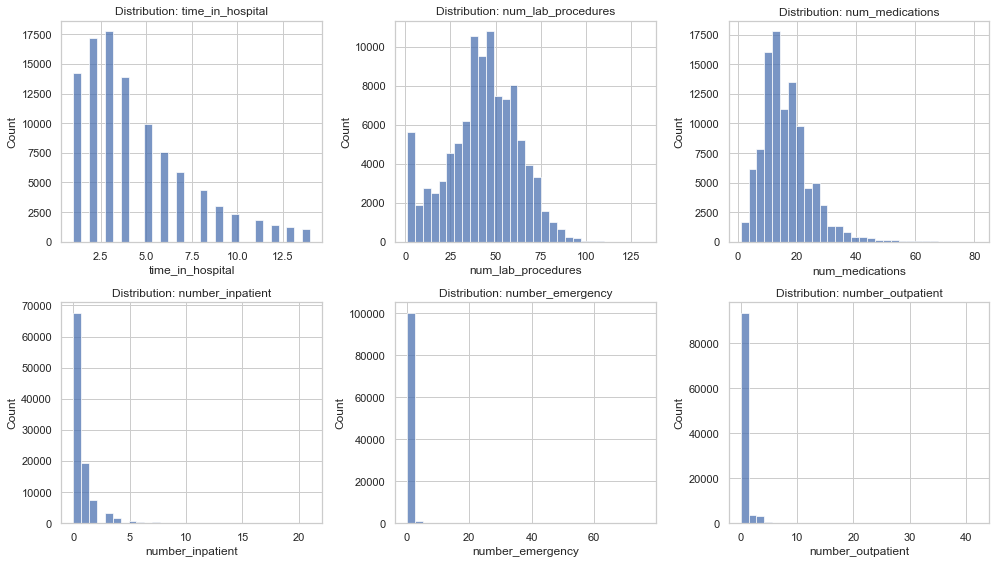 Distribution: time_in_hospital
17500
15000
12500
10000
7500
5000
2500
0
Count
2.5 5.0 7.5 10.0 12.5
time_in_hospital
Distribution: num_lab_procedures
10000
8000
6000
4000
2000
0
Count
0 25 50 75 100 125
num_lab_procedures
Distribution: num_medications
17500
15000
12500
10000
7500
5000
2500
0
Count
0 20 40 60 80
num_medications
Distribution: number_inpatient
70000
60000
50000
40000
30000
20000
10000
0
Count
0 5 10 15 20
number_inpatient
Distribution: number_emergency
100000
80000
60000
40000
20000
0
Count
0 20 40 60
number_emergency
Distribution: number_outpatient
80000
60000
40000
20000
0
Count
0 10 20 30 40
number_outpatient